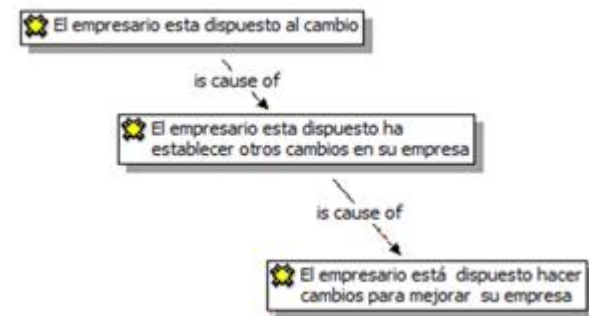 El empresario esta dispuesto al cambio
is cause of
El empresario esta dispuesto ha
establecer otros cambios en su empresa
is cause of
El empresario está dispuesto hacer
cambios para mejorar su empresa